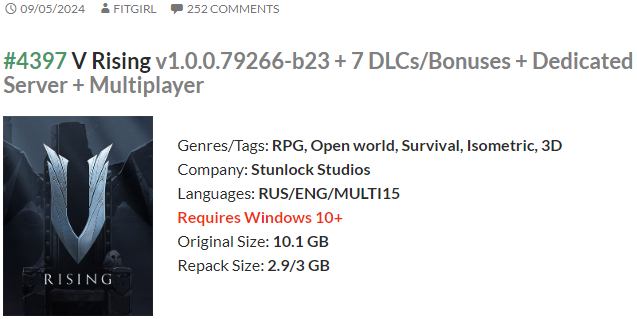 09/05/2024 FITGIRL 252 COMMENTS
#4397 V Rising v1.0.0.79266-b23 + 7 DLCs/Bonuses + Dedicated
Server + Multiplayer
V
RISING
Genres/Tags: RPG, Open world, Survival, Isometric, 3D
Company: Stunlock Studios
Languages: RUS/ENG/MULTI15
Requires Windows 10+
Original Size: 10.1 GB
Repack Size: 2.9/3 GB